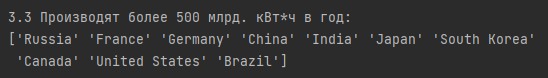 3.3 Производят более 500 млрд. кВт*ч в год:
['Russia' 'France' 'Germany' 'China' 'India' 'Japan' 'South Korea'
 'Canada' 'United States' 'Brazil']